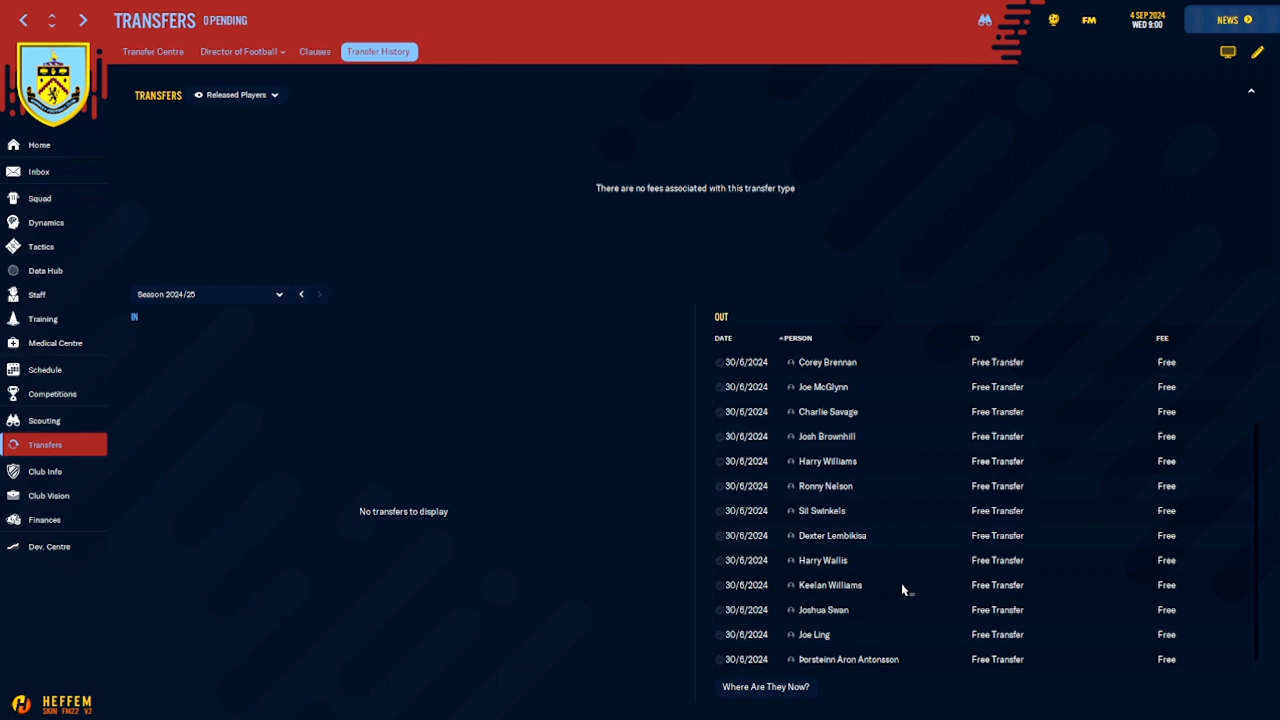 TRANSFERS 0 PENDING
FM
4 SEP 2024
WED 9:00
NEWS
Transfer Centre Director of Football Clauses Transfer History
TRANSFERS Released Players
There are no fees associated with this transfer type
Home
Inbox
Squad
Dynamics
Tactics
Data Hub
Staff
Training
Medical Centre
Schedule
Competitions
Scouting
Transfers
Club Info
Club Vision
Finances
Dev. Centre
Season 2024/25
IN
No transfers to display
OUT
DATE PERSON TO FEE
30/6/2024 Corey Brennan Free Transfer Free
30/6/2024 Joe McGlynn Free Transfer Free
30/6/2024 Charlie Savage Free Transfer Free
30/6/2024 Josh Brownhill Free Transfer Free
30/6/2024 Harry Williams Free Transfer Free
30/6/2024 Ronny Nelson Free Transfer Free
30/6/2024 Sil Swinkels Free Transfer Free
30/6/2024 Dexter Lembikisa Free Transfer Free
30/6/2024 Harry Wallis Free Transfer Free
30/6/2024 Keelan Williams Free Transfer Free
30/6/2024 Joshua Swan Free Transfer Free
30/6/2024 Joe Ling Free Transfer Free
30/6/2024 Þorsteinn Aron Antonsson Free Transfer Free
Where Are They Now?
HEFFEM
SKIN FM22 V2